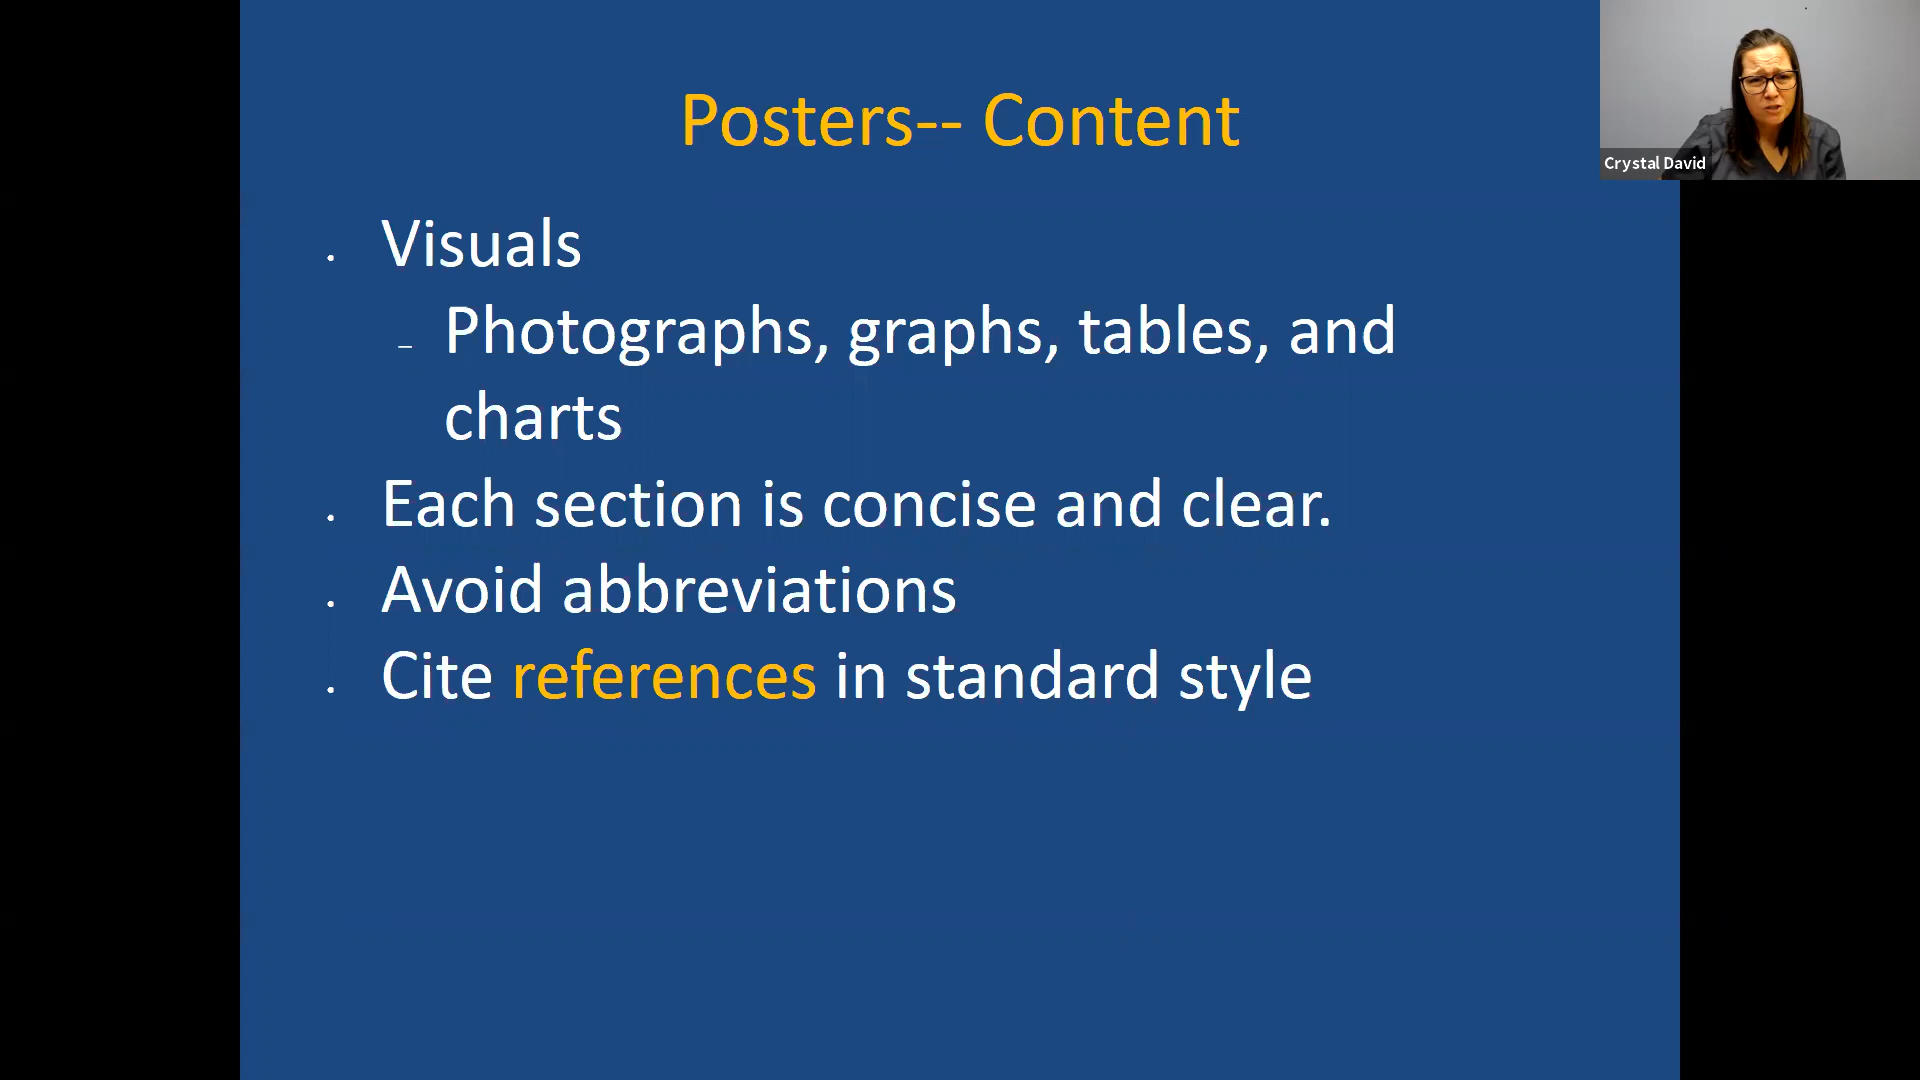 Posters-- Content
Crystal David
• Visuals
– Photographs, graphs, tables, and
charts
• Each section is concise and clear.
• Avoid abbreviations
• Cite references in standard style